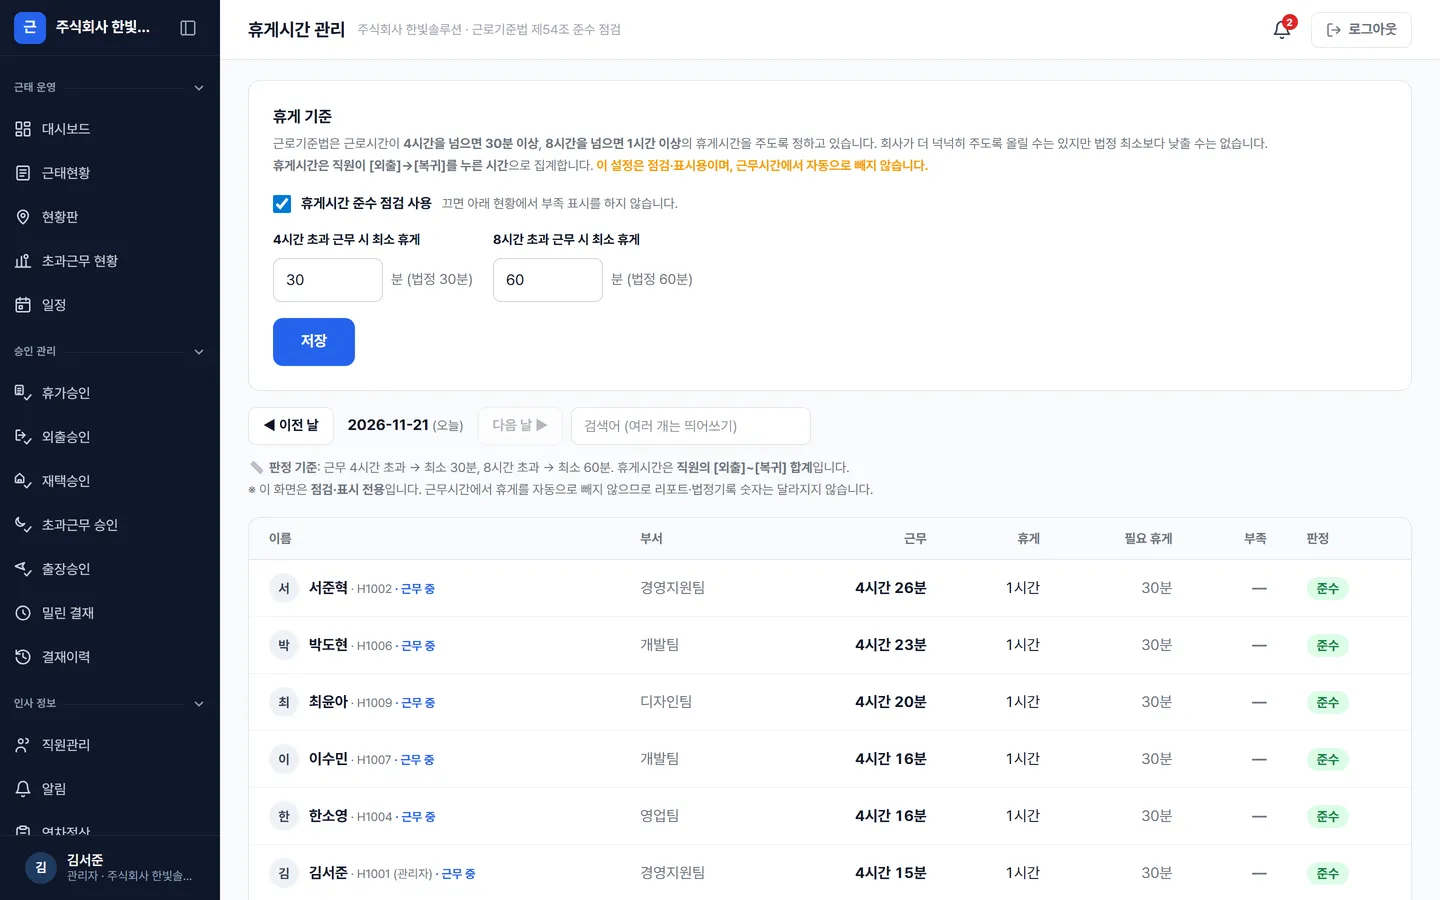 근
주식회사 한빛...
근태 운영
대시보드
근태현황
현황판
초과근무 현황
일정
승인 관리
휴가승인
외출승인
재택승인
초과근무 승인
출장승인
밀린 결재
결재이력
인사 정보
직원관리
알림
연차정산
김
김서준
관리자 · 주식회사 한빛솔...
휴게시간 관리
주식회사 한빛솔루션 · 근로기준법 제54조 준수 점검
2
로그아웃
휴게 기준
근로기준법은 근로시간이 4시간을 넘으면 30분 이상, 8시간을 넘으면 1시간 이상의 휴게시간을 주도록 정하고 있습니다. 회사가 더 넉넉히 주도록 올릴 수는 있지만 법정 최소보다 낮출 수는 없습니다.
휴게시간은 직원이 [외출]→[복귀]를 누른 시간으로 집계합니다. 이 설정은 점검·표시용이며, 근무시간에서 자동으로 빼지 않습니다.
휴게시간 준수 점검 사용 끄면 아래 현황에서 부족 표시를 하지 않습니다.
4시간 초과 근무 시 최소 휴게 8시간 초과 근무 시 최소 휴게
30 분 (법정 30분) 60 분 (법정 60분)
저장
◀ 이전 날 2026-11-21 (오늘) 다음 날 ▶ 검색어 (여러 개는 띄어쓰기)
판정 기준: 근무 4시간 초과 → 최소 30분, 8시간 초과 → 최소 60분. 휴게시간은 직원의 [외출]~[복귀] 합계입니다.
※ 이 화면은 점검·표시 전용입니다. 근무시간에서 휴게를 자동으로 빼지 않으므로 리포트·법정기록 숫자는 달라지지 않습니다.
이름 부서 근무 휴게 필요 휴게 부족 판정
서 서준혁 · H1002 · 근무 중 경영지원팀 4시간 26분 1시간 30분 — 준수
박 박도현 · H1006 · 근무 중 개발팀 4시간 23분 1시간 30분 — 준수
최 최윤아 · H1009 · 근무 중 디자인팀 4시간 20분 1시간 30분 — 준수
이 이수민 · H1007 · 근무 중 개발팀 4시간 16분 1시간 30분 — 준수
한 한소영 · H1004 · 근무 중 영업팀 4시간 16분 1시간 30분 — 준수
김 김서준 · H1001 (관리자) · 근무 중 경영지원팀 4시간 15분 1시간 30분 — 준수